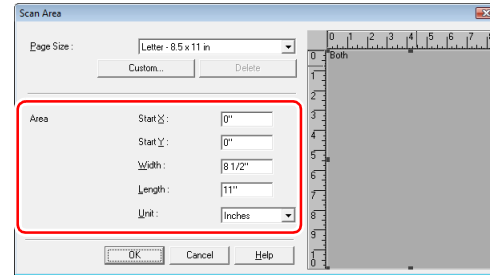 Scan Area
Page Size : Letter - 8.5 x 11 in
Custom... Delete
Area Start X : 0"
Start Y : 0"
Width : 8 1/2"
Length : 11"
Unit : Inches
OK Cancel Help
0 1 2 3 4 5 6 7
Both
0
1
2
3
4
5
6
7
8
9
10